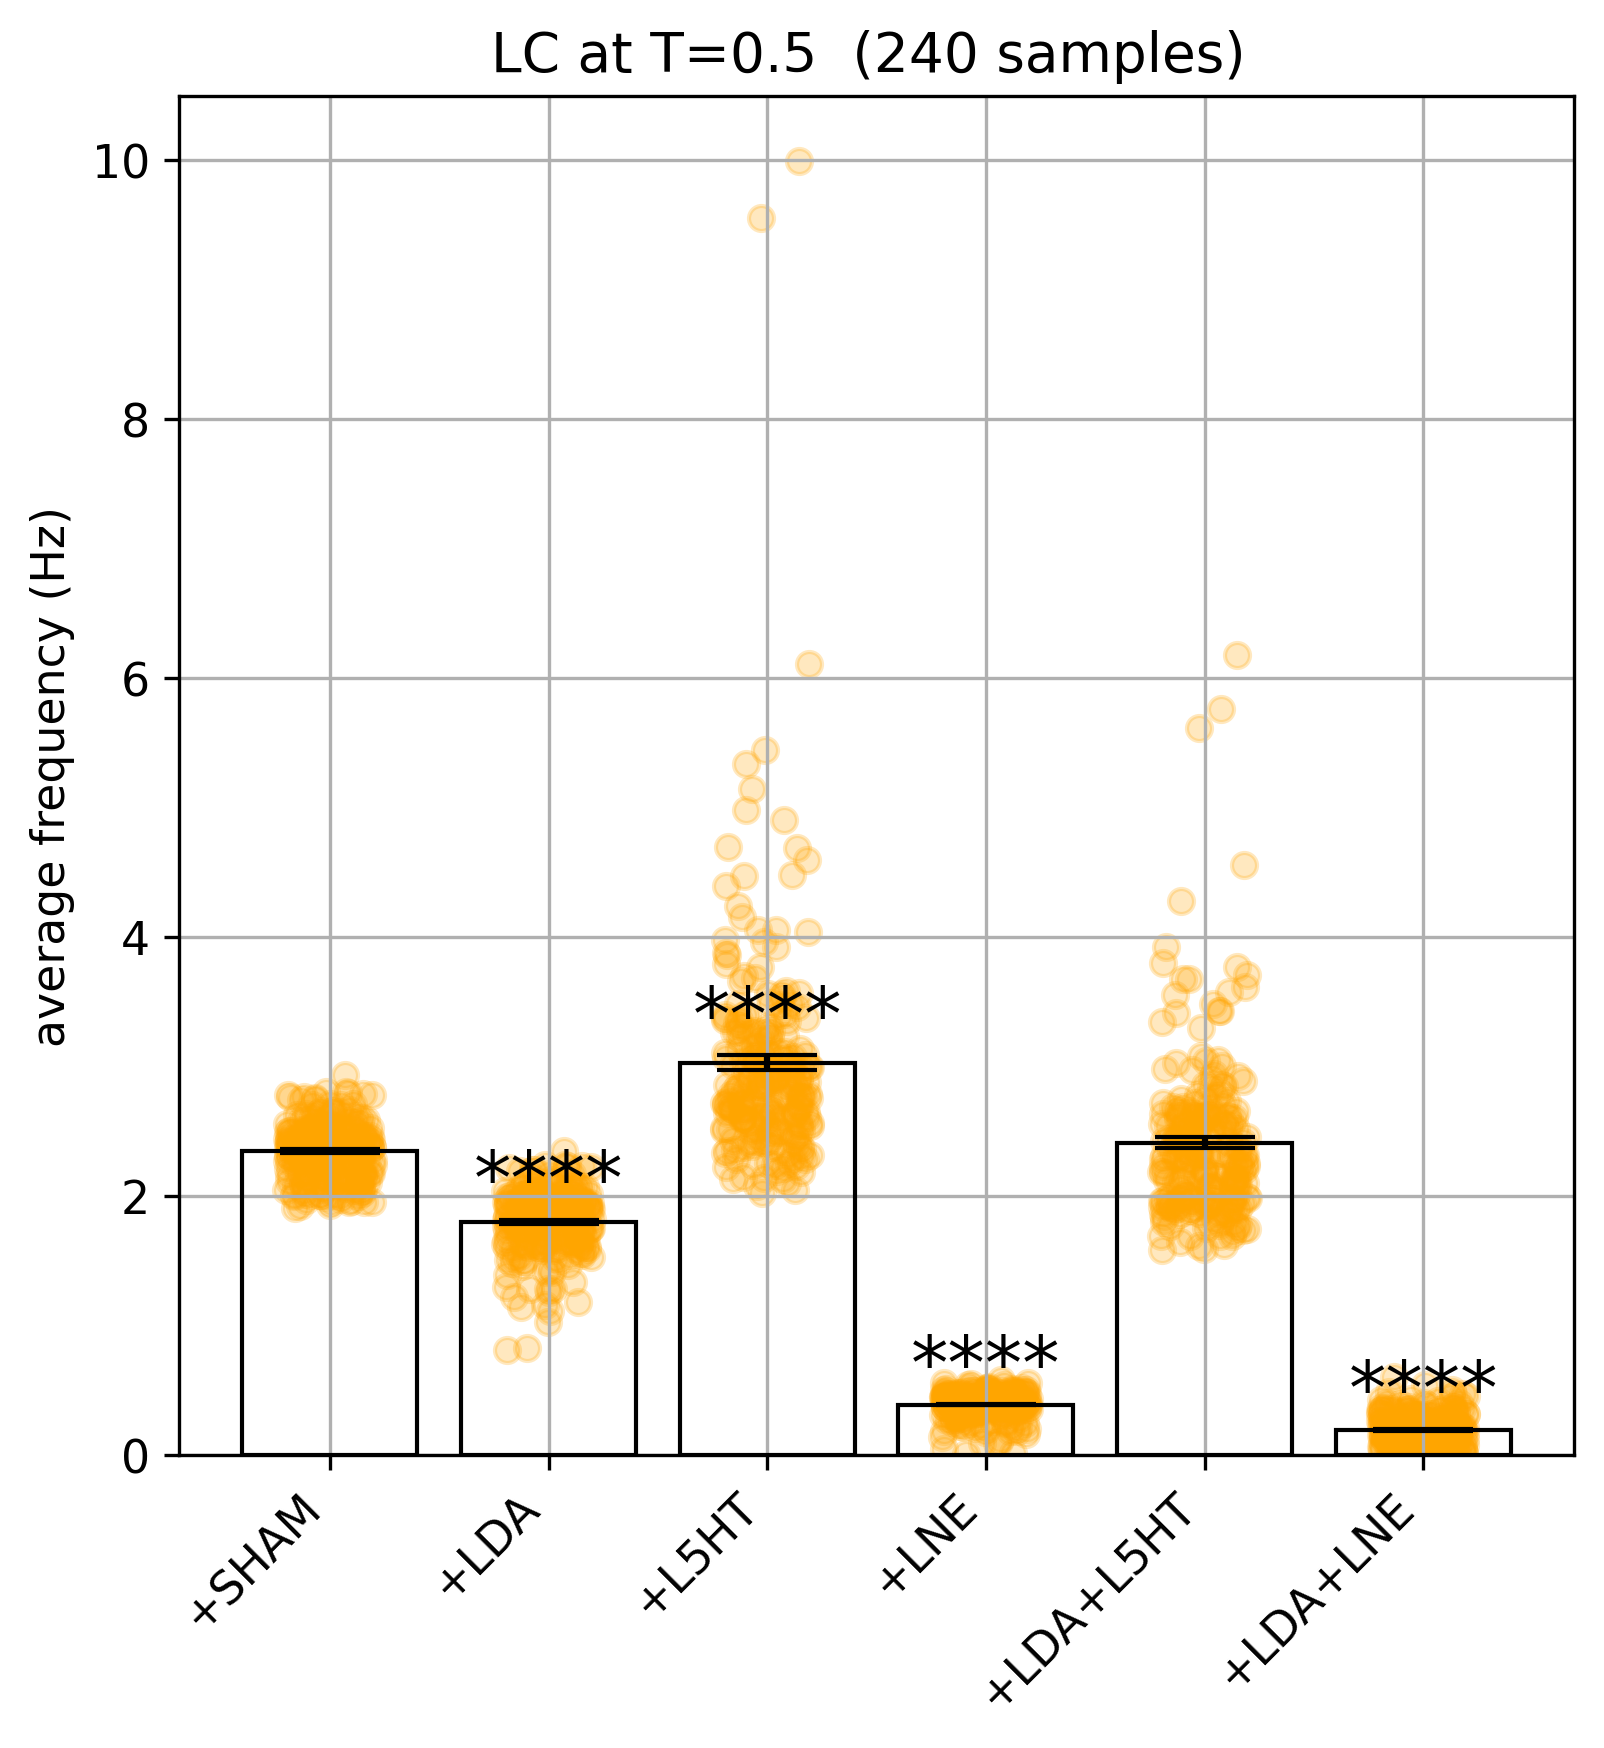 LC at T=0.5  (240 samples)
average frequency (Hz)
10
8
6
4
2
0
****
****
****
****
+SHAM
+LDA
+L5HT
+LNE
+LDA+L5HT
+LDA+LNE